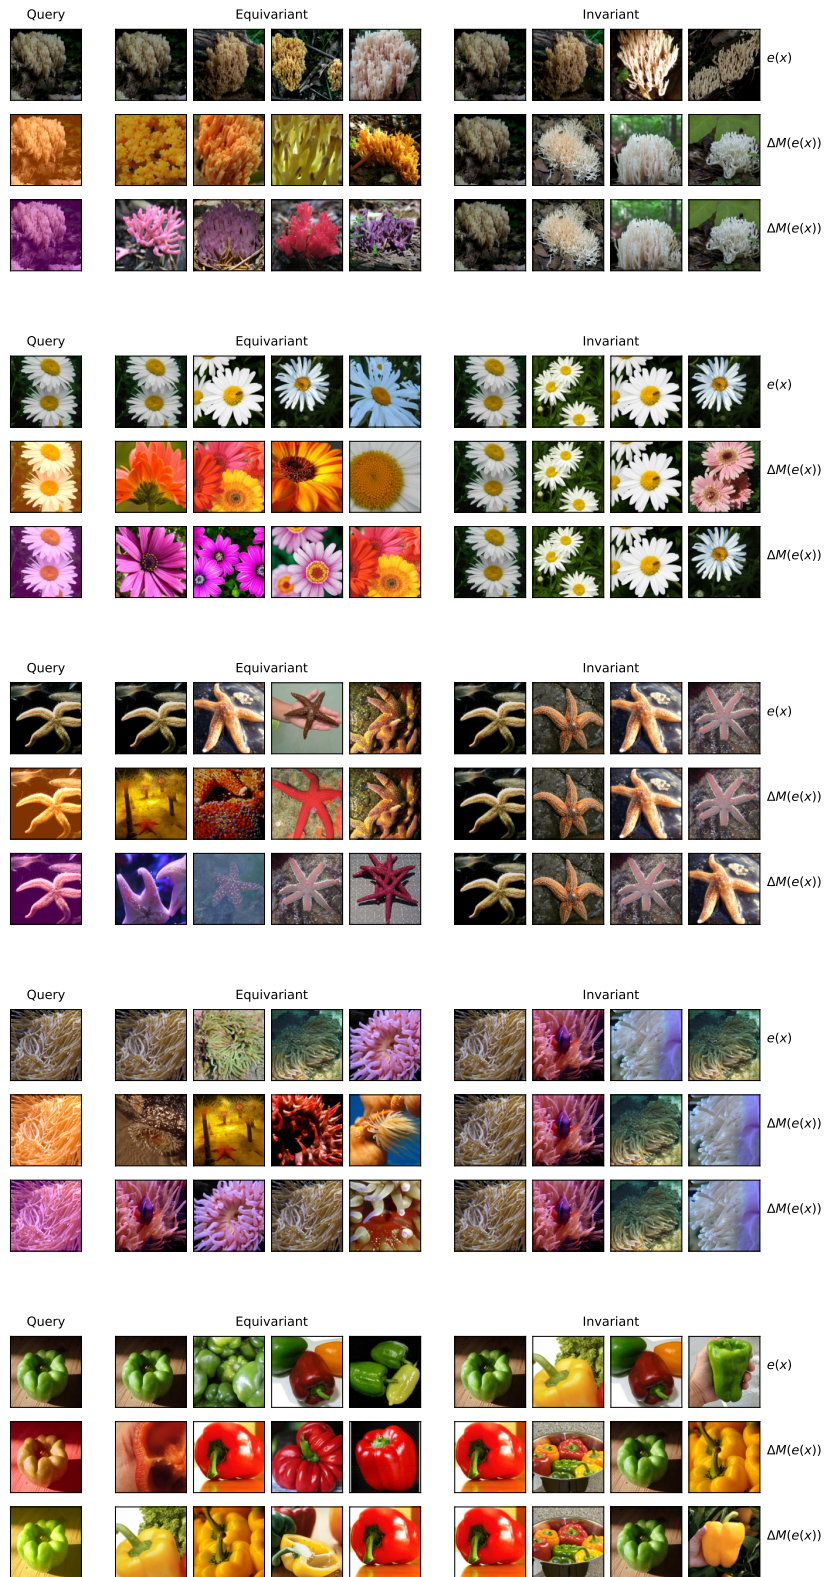 Query Equivariant Invariant
e(x)
ΔM(e(x))
ΔM(e(x))
Query Equivariant Invariant
e(x)
ΔM(e(x))
ΔM(e(x))
Query Equivariant Invariant
e(x)
ΔM(e(x))
ΔM(e(x))
Query Equivariant Invariant
e(x)
ΔM(e(x))
ΔM(e(x))
Query Equivariant Invariant
e(x)
ΔM(e(x))
ΔM(e(x))